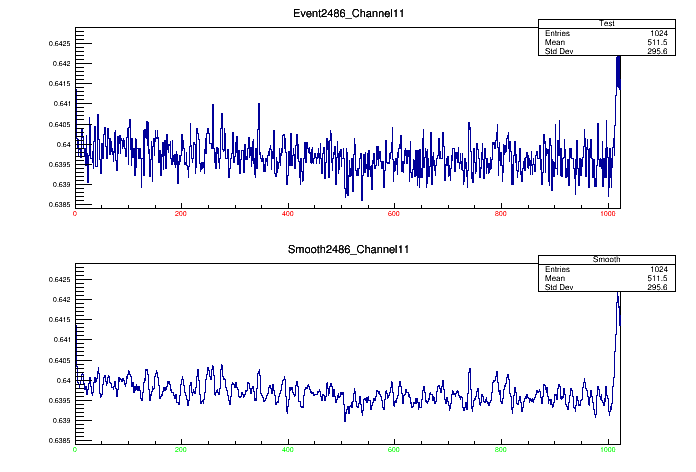 Event2486_Channel11
Test
Entries 1024
Mean 511.5
Std Dev 295.6
0.6425
0.642
0.6415
0.641
0.6405
0.64
0.6395
0.639
0.6385
0 200 400 600 800 1000
Smooth2486_Channel11
Smooth
Entries 1024
Mean 511.5
Std Dev 295.6
0.6425
0.642
0.6415
0.641
0.6405
0.64
0.6395
0.639
0.6385
0 200 400 600 800 1000